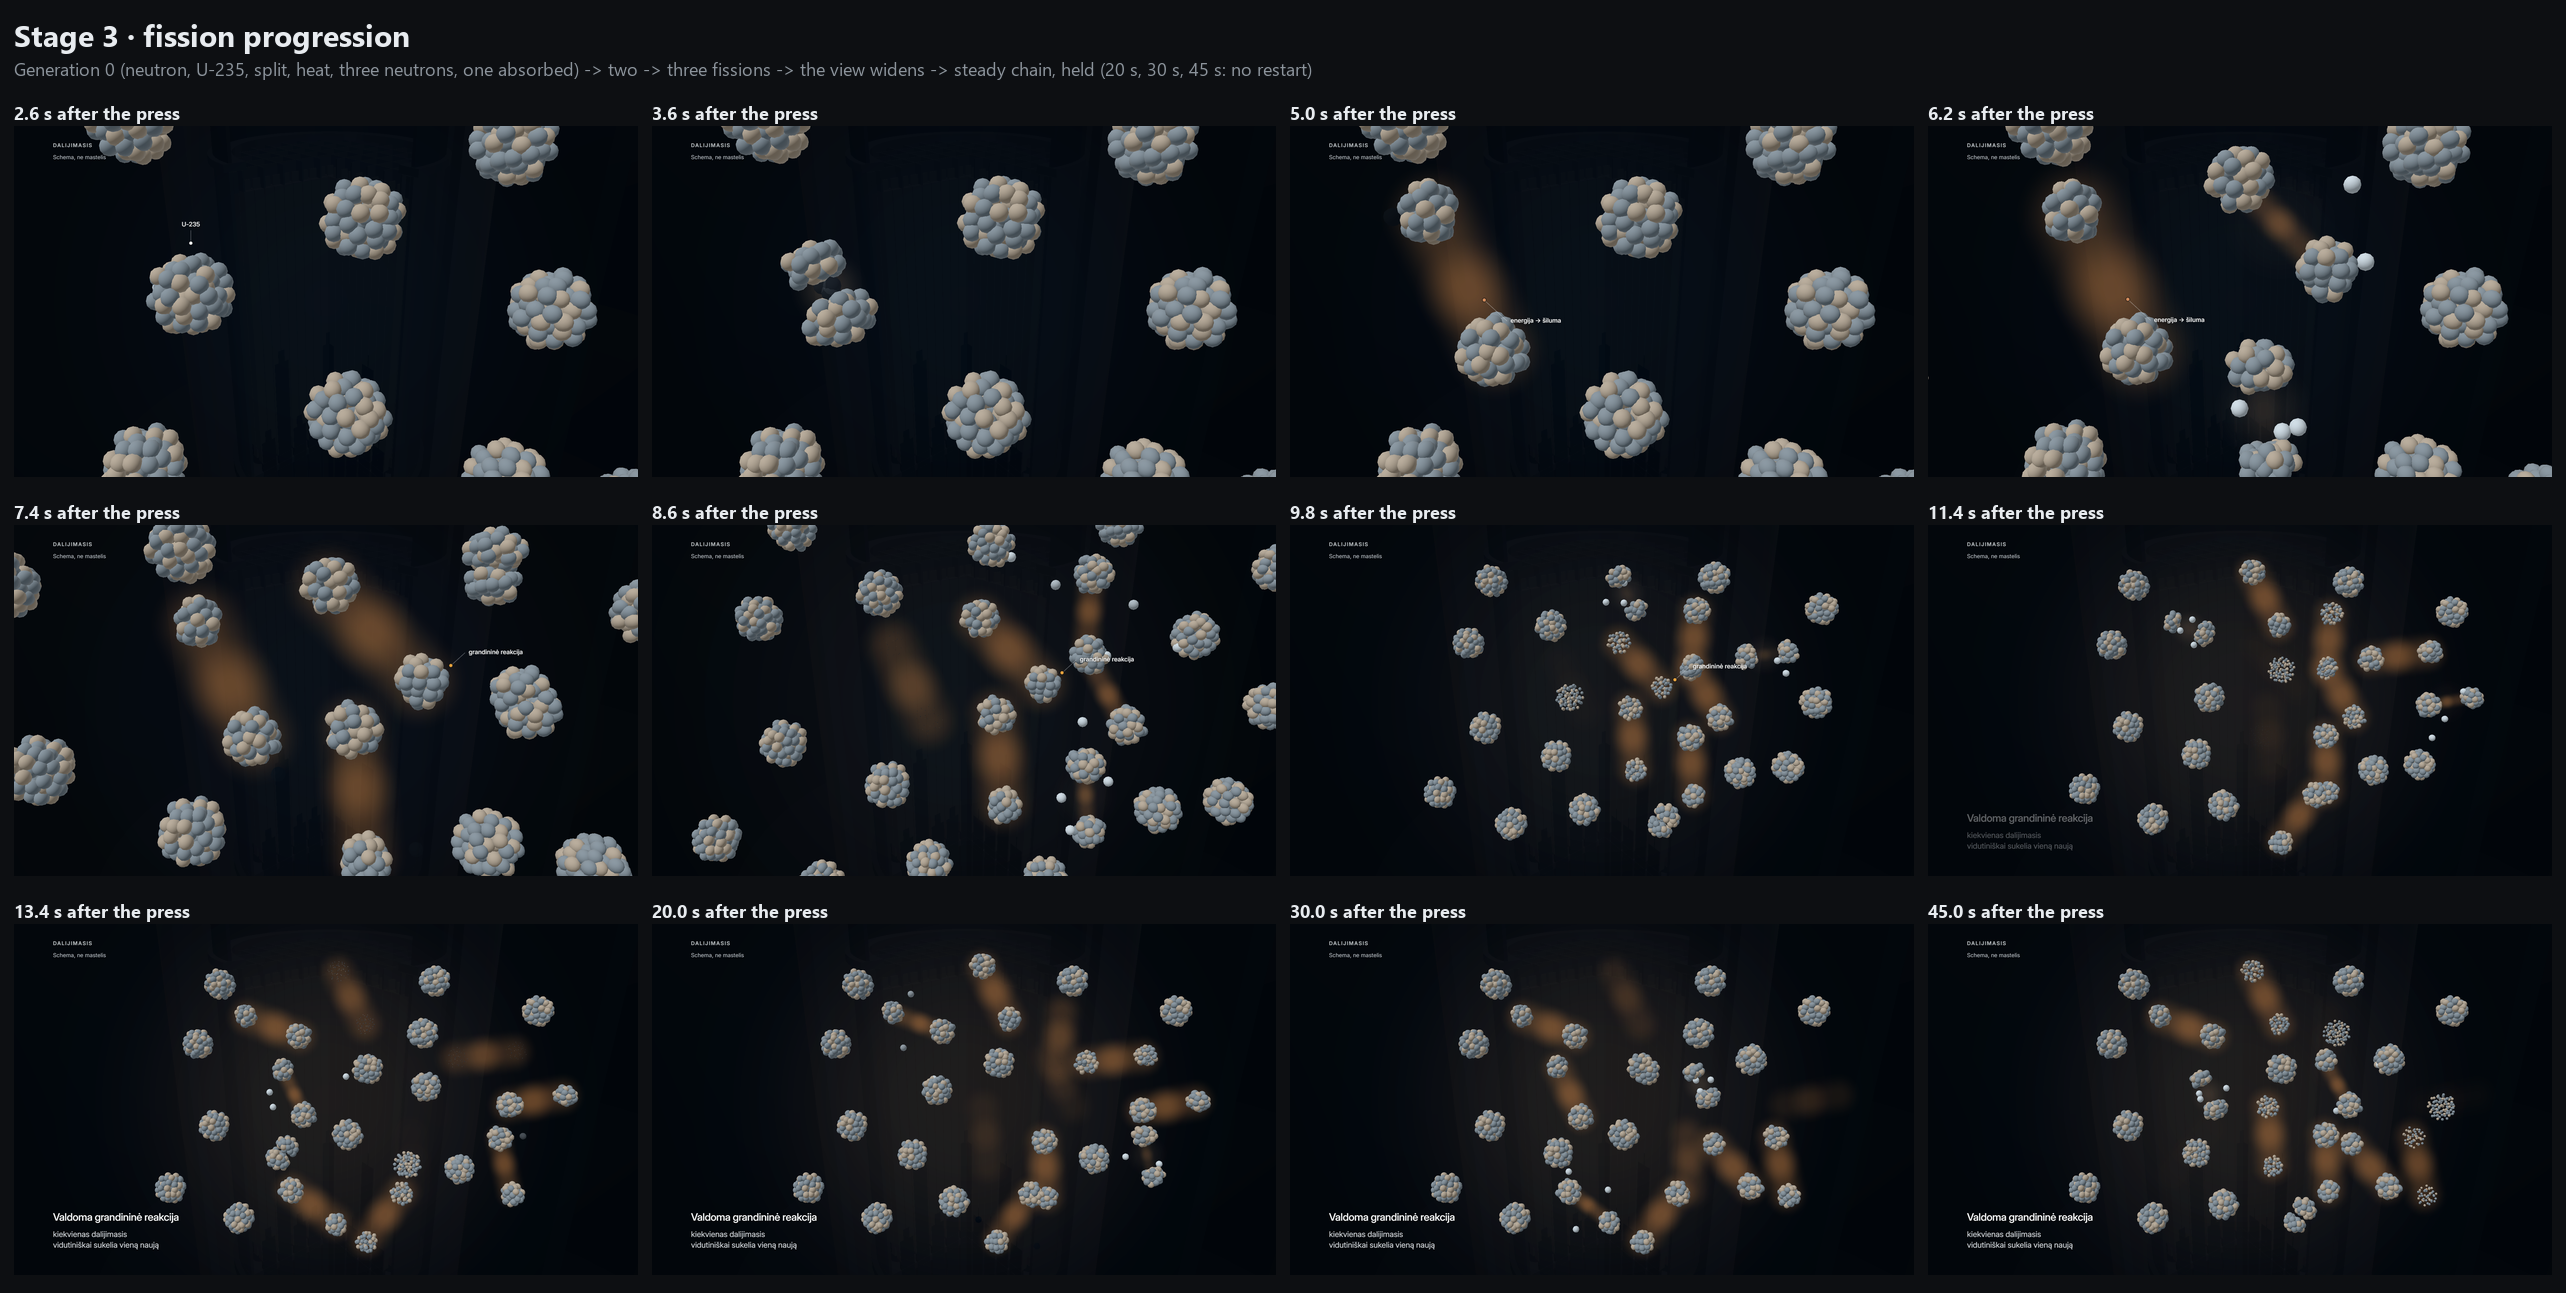 Stage 3 · fission progression
Generation 0 (neutron, U-235, split, heat, three neutrons, one absorbed) -> two -> three fissions -> the view widens -> steady chain, held (20 s, 30 s, 45 s: no restart)
2.6 s after the press
DALIJIMASIS
Schema, ne mastelis
U-235
3.6 s after the press
DALIJIMASIS
Schema, ne mastelis
5.0 s after the press
DALIJIMASIS
Schema, ne mastelis
energija → šiluma
6.2 s after the press
DALIJIMASIS
Schema, ne mastelis
energija → šiluma
7.4 s after the press
DALIJIMASIS
Schema, ne mastelis
grandininė reakcija
8.6 s after the press
DALIJIMASIS
Schema, ne mastelis
grandininė reakcija
9.8 s after the press
DALIJIMASIS
Schema, ne mastelis
grandininė reakcija
11.4 s after the press
DALIJIMASIS
Schema, ne mastelis
Valdoma grandininė reakcija
kiekvienas dalijimasis
vidutiniškai sukelia vieną naują
13.4 s after the press
DALIJIMASIS
Schema, ne mastelis
Valdoma grandininė reakcija
kiekvienas dalijimasis
vidutiniškai sukelia vieną naują
20.0 s after the press
DALIJIMASIS
Schema, ne mastelis
Valdoma grandininė reakcija
kiekvienas dalijimasis
vidutiniškai sukelia vieną naują
30.0 s after the press
DALIJIMASIS
Schema, ne mastelis
Valdoma grandininė reakcija
kiekvienas dalijimasis
vidutiniškai sukelia vieną naują
45.0 s after the press
DALIJIMASIS
Schema, ne mastelis
Valdoma grandininė reakcija
kiekvienas dalijimasis
vidutiniškai sukelia vieną naują